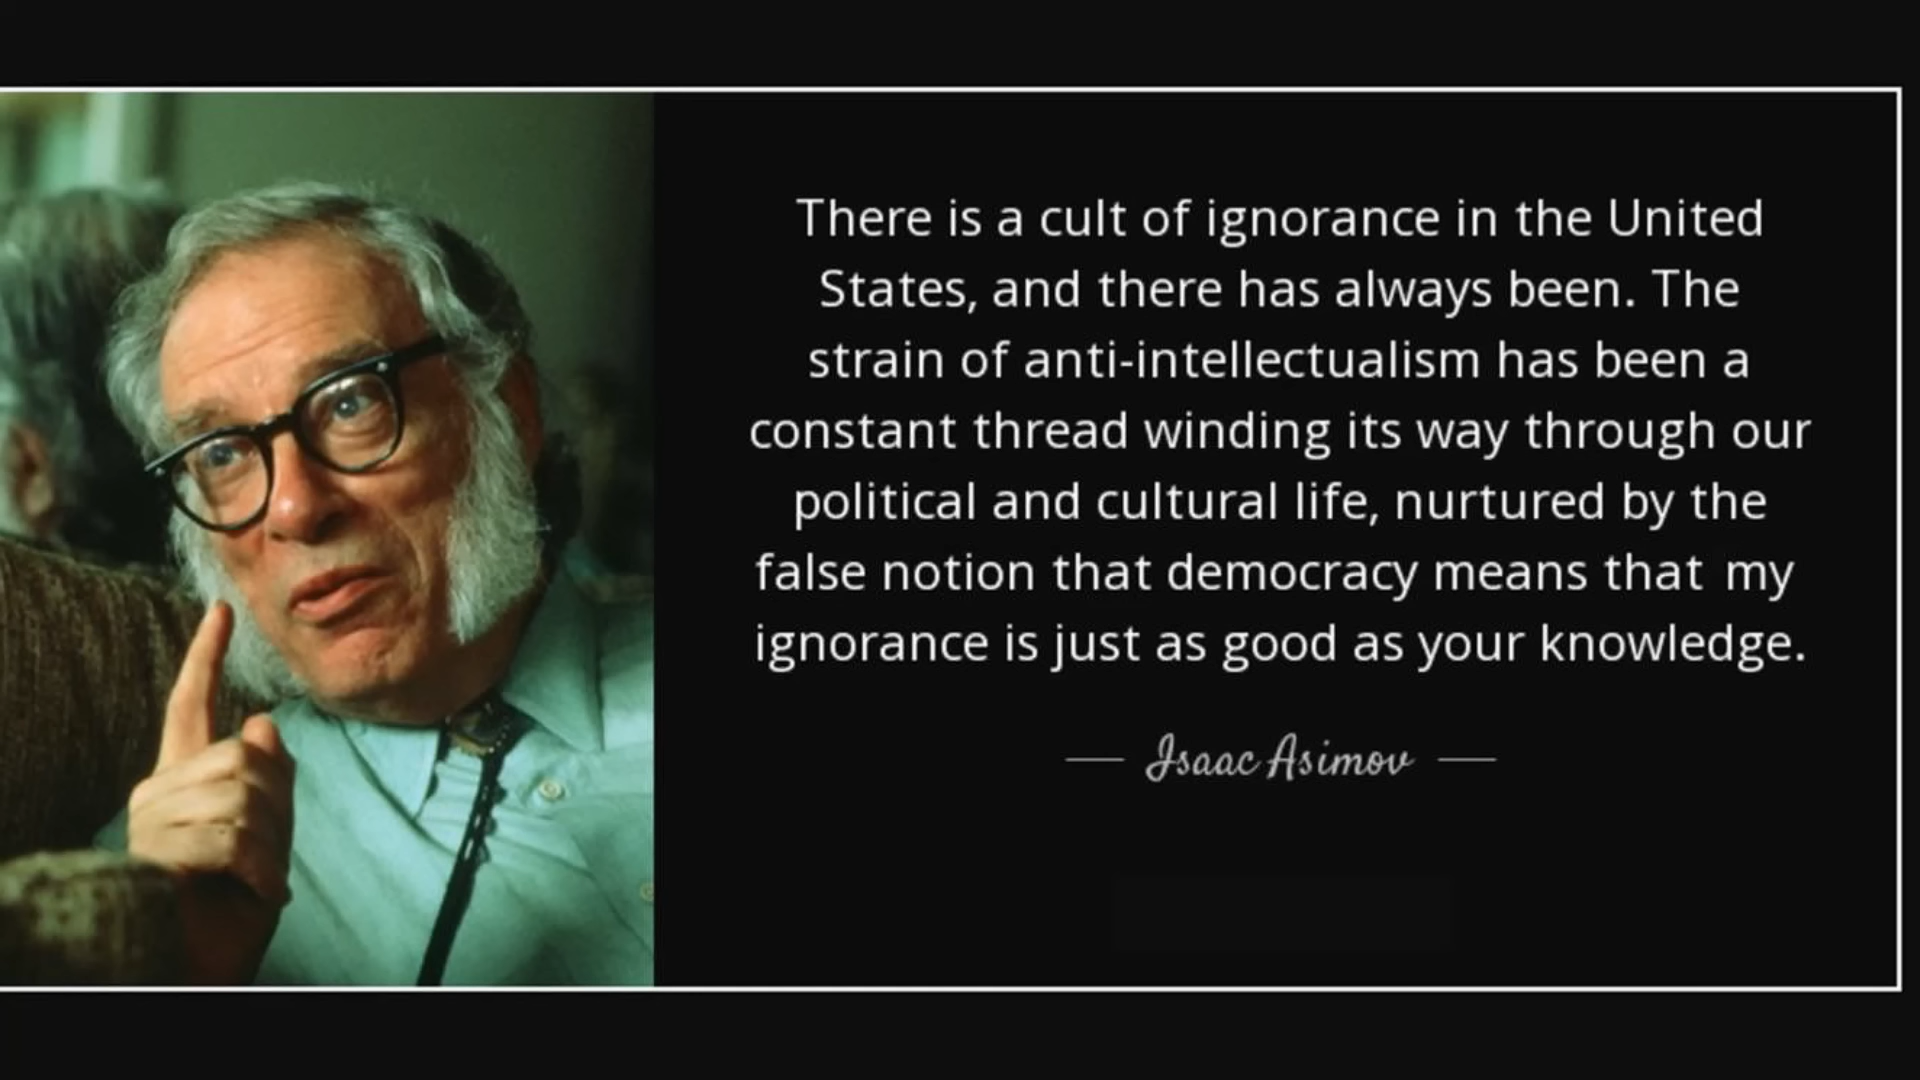 There is a cult of ignorance in the United
States, and there has always been. The
strain of anti-intellectualism has been a
constant thread winding its way through our
political and cultural life, nurtured by the
false notion that democracy means that my
ignorance is just as good as your knowledge.
Isaac Asimov